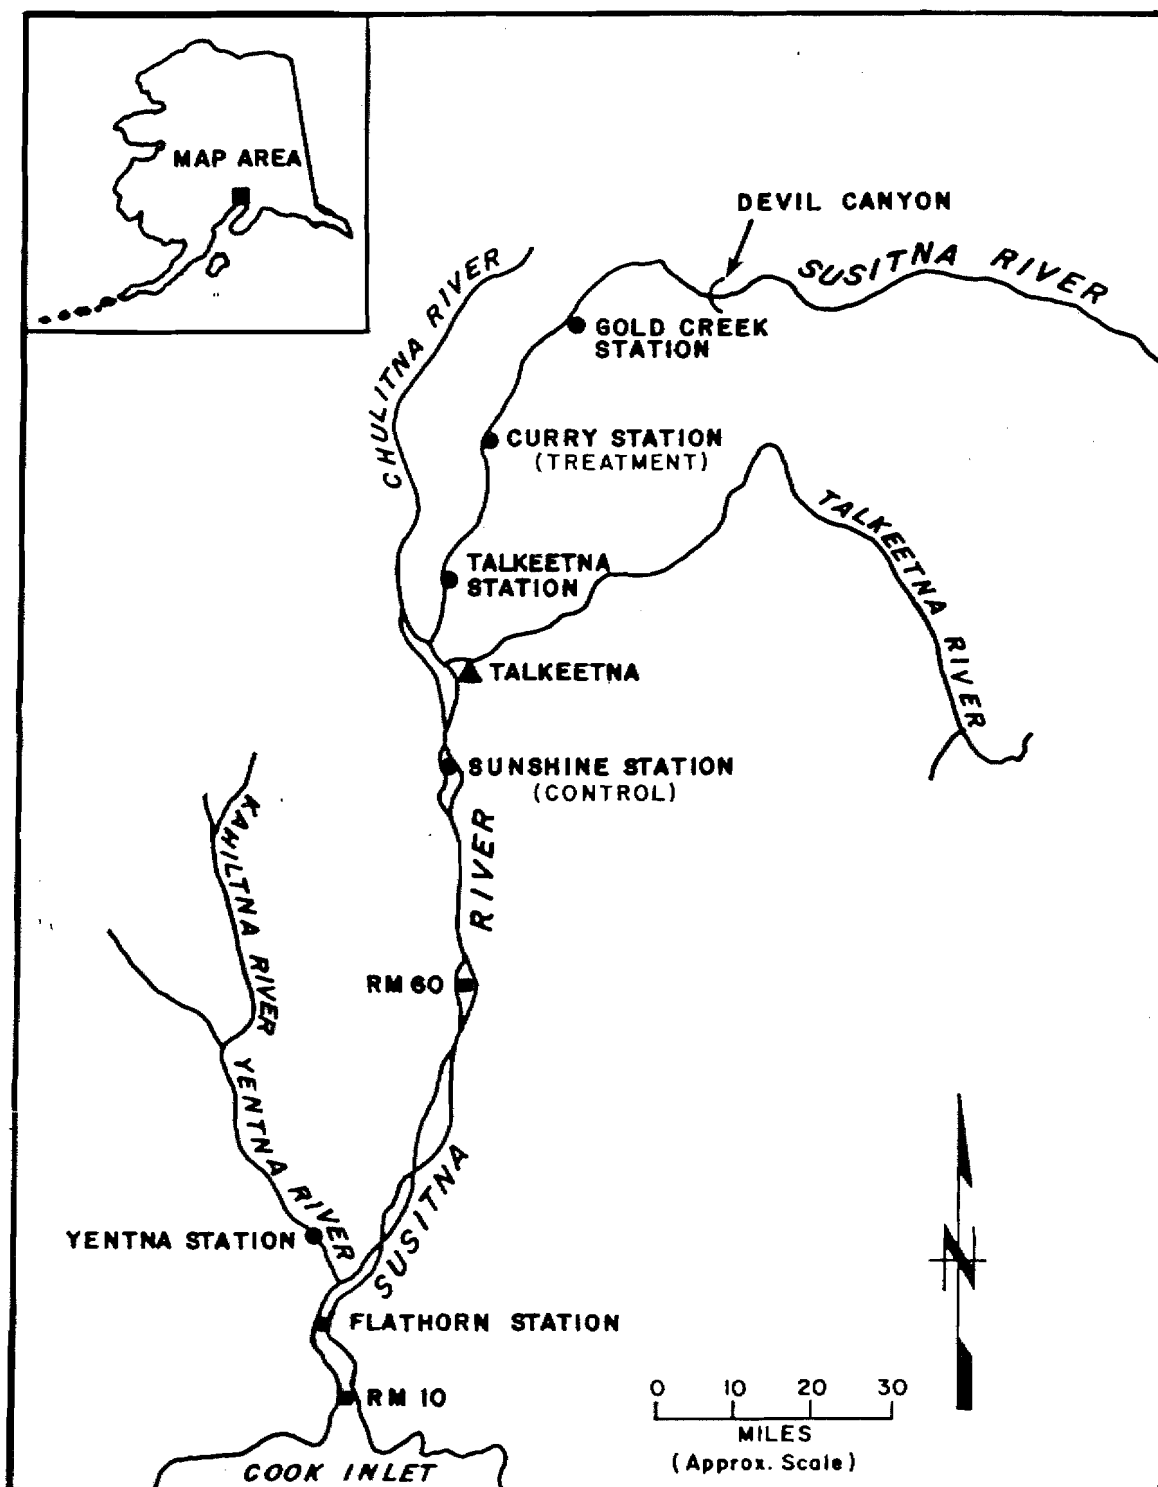 MAP AREA
DEVIL CANYON
SUSITNA RIVER
CHULITNA RIVER
GOLD CREEK
STATION
CURRY STATION
(TREATMENT)
TALKEETNA RIVER
TALKEETNA
STATION
TALKEETNA
SUNSHINE STATION
(CONTROL)
KAHILTNA RIVER
RIVER
RM 60
YENTNA RIVER
SUSITNA
YENTNA STATION
N
FLATHORN STATION
RM 10
0 10 20 30
MILES
(Approx. Scale)
COOK INLET